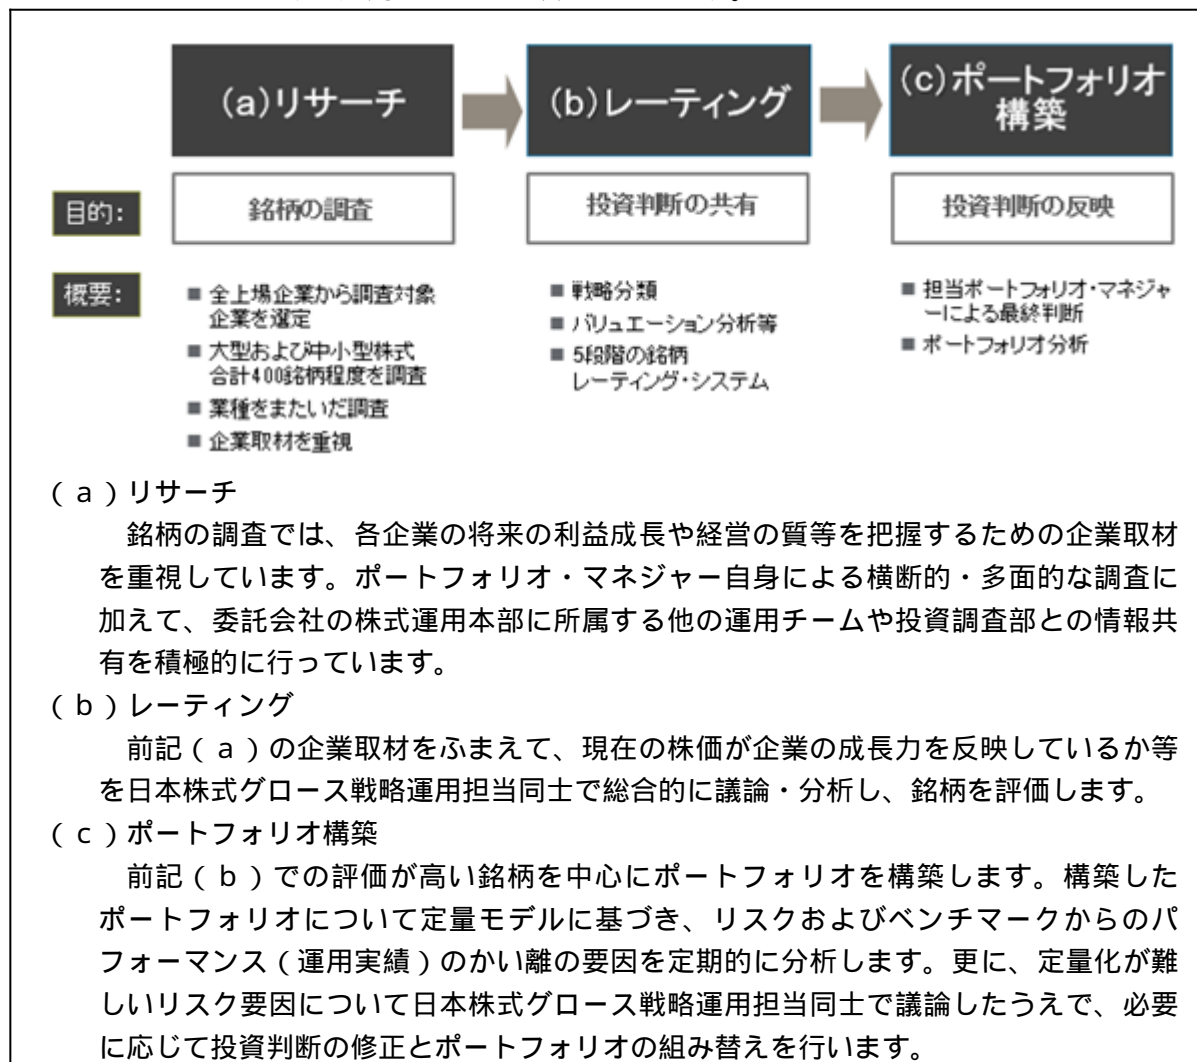 (a)リサーチ
(b)レーティング
(c)ポートフォリオ
構築
目的:
銘柄の調査
投資判断の共有
投資判断の反映
概要:
■ 全上場企業から調査対象
企業を選定
■ 大型および中小型株式
合計400銘柄程度を調査
■ 業種をまたいだ調査
■ 企業取材を重視
■ 戦略分類
■ バリュエーション分析等
■ 5段階の銘柄
レーティング・システム
■ 担当ポートフォリオ・マネジャ
ーによる最終判断
■ ポートフォリオ分析
(a)リサーチ
銘柄の調査では、各企業の将来の利益成長や経営の質等を把握するための企業取材
を重視しています。ポートフォリオ・マネジャー自身による横断的・多面的な調査に
加えて、委託会社の株式運用本部に所属する他の運用チームや投資調査部との情報共
有を積極的に行っています。
(b)レーティング
前記(a)の企業取材をふまえて、現在の株価が企業の成長力を反映しているか等
を日本株式グロース戦略運用担当同士で総合的に議論・分析し、銘柄を評価します。
(c)ポートフォリオ構築
前記(b)での評価が高い銘柄を中心にポートフォリオを構築します。構築した
ポートフォリオについて定量モデルに基づき、リスクおよびベンチマークからのパ
フォーマンス(運用実績)のかい離の要因を定期的に分析します。更に、定量化が難
しいリスク要因について日本株式グロース戦略運用担当同士で議論したうえで、必要
に応じて投資判断の修正とポートフォリオの組み替えを行います。